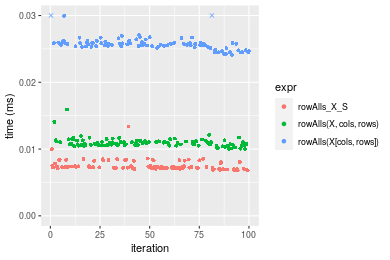 0.03
0.02
0.01
0.00
time (ms)
0
25
50
75
100
iteration
expr
rowAlls_X_S
rowAlls(X, cols, rows)
rowAlls(X[cols, rows])